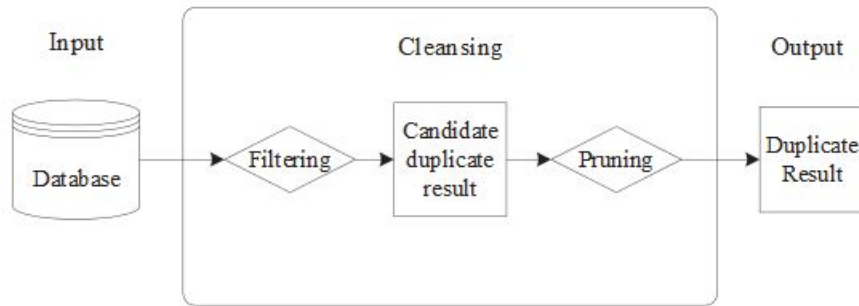 Input
Cleansing
Output
Database
Filtering
Candidate
duplicate
result
Pruning
Duplicate
Result